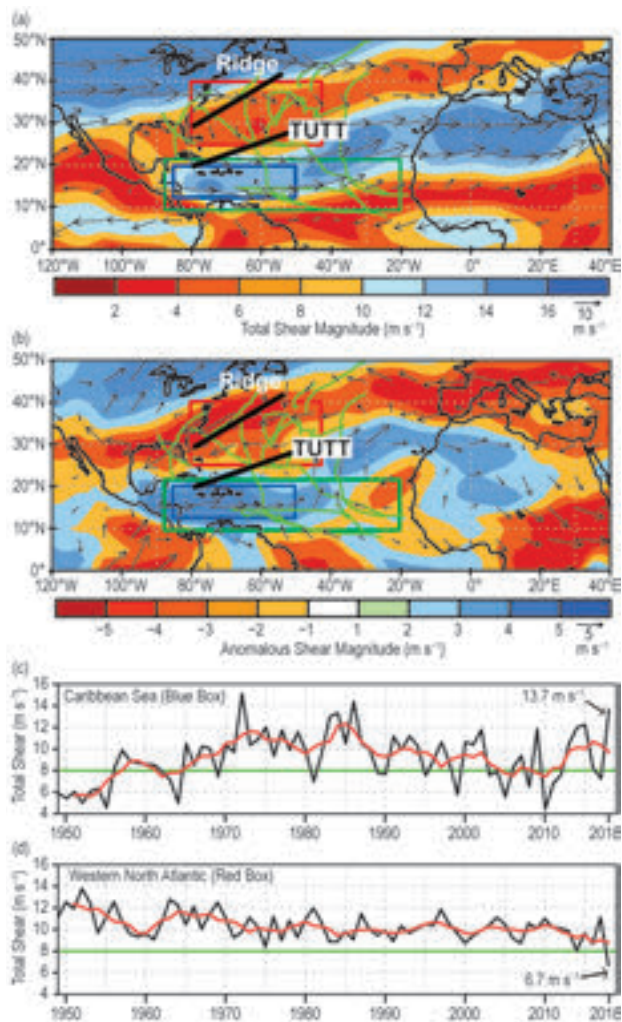 (a)
50°N
40°N
30°N
20°N
10°N
0°
Ridge
TUTT
120°W 100°W 80°W 60°W 40°W 20°W 0° 20°E 40°E
2 4 6 8 10 12 14 16 10
Total Shear Magnitude (m s⁻¹) m s⁻¹
(b)
50°N
40°N
30°N
20°N
10°N
0°
Ridge
TUTT
120°W 100°W 80°W 60°W 40°W 20°W 0° 20°E 40°E
−5 −4 −3 −2 −1 1 2 3 4 5 5
Anomalous Shear Magnitude (m s⁻¹) m s⁻¹
(c)
Total Shear (m s⁻¹)
16
14
12
10
8
6
4
Caribbean Sea (Blue Box)
13.7 m s⁻¹
1950 1960 1970 1980 1990 2000 2010 2018
(d)
Total Shear (m s⁻¹)
16
14
12
10
8
6
4
Western North Atlantic (Red Box)
6.7 m s⁻¹
1950 1960 1970 1980 1990 2000 2010 2018